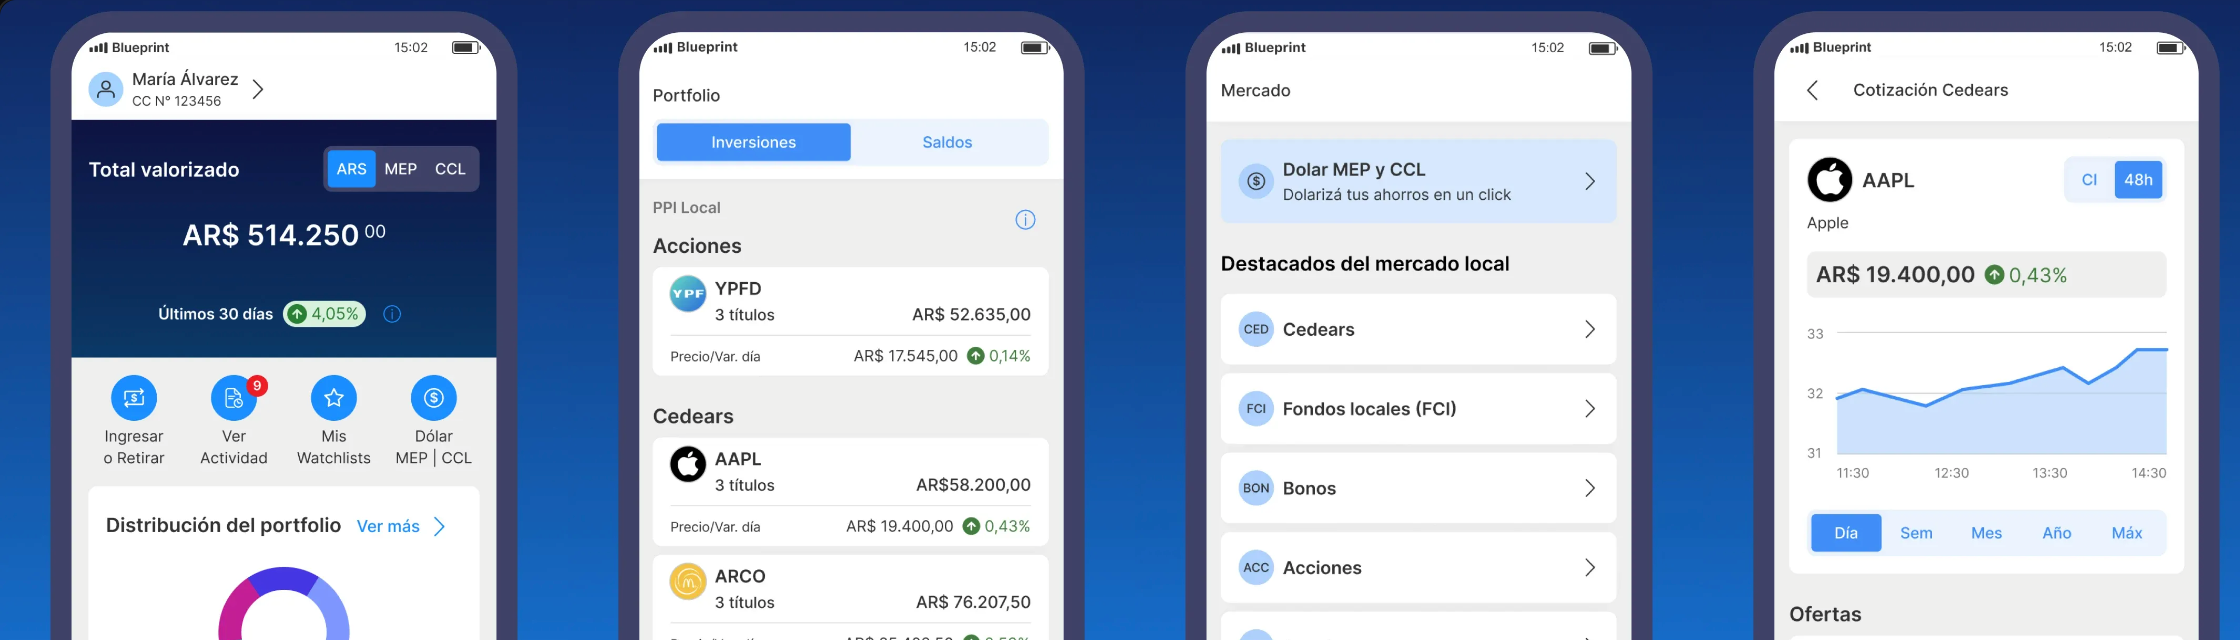 Blueprint 15:02
María Álvarez
CC N° 123456
Total valorizado
ARS MEP CCL
AR$ 514.250 00
Últimos 30 días 4,05%
9
Ingresar o Retirar
Ver Actividad
Mis Watchlists
Dólar MEP | CCL
Distribución del portfolio Ver más
Blueprint 15:02
Portfolio
Inversiones Saldos
PPI Local
Acciones
YPF YPFD
3 títulos AR$ 52.635,00
Precio/Var. día AR$ 17.545,00 0,14%
Cedears
AAPL
3 títulos AR$58.200,00
Precio/Var. día AR$ 19.400,00 0,43%
ARCO
3 títulos AR$ 76.207,50
Blueprint 15:02
Mercado
Dolar MEP y CCL
Dolarizá tus ahorros en un click
Destacados del mercado local
CED Cedears
FCI Fondos locales (FCI)
BON Bonos
ACC Acciones
Blueprint 15:02
Cotización Cedears
AAPL CI 48h
Apple
AR$ 19.400,00 0,43%
33
32
31
11:30 12:30 13:30 14:30
Día Sem Mes Año Máx
Ofertas